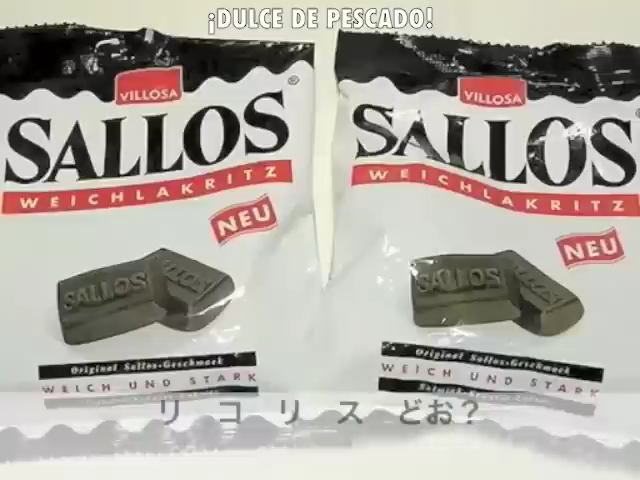 ¡DULCE DE PESCADO!
VILLOSA
SALLOS®
WEICHLAKRITZ
NEU
SALLOS
Original Sallos-Geschmack
WEICH UND STARK
VILLOSA
SALLOS
WEICHLAKRITZ
NEU
SALLOS
Original Sallos-Geschmack
WEICH UND STARK
リコリス どお？